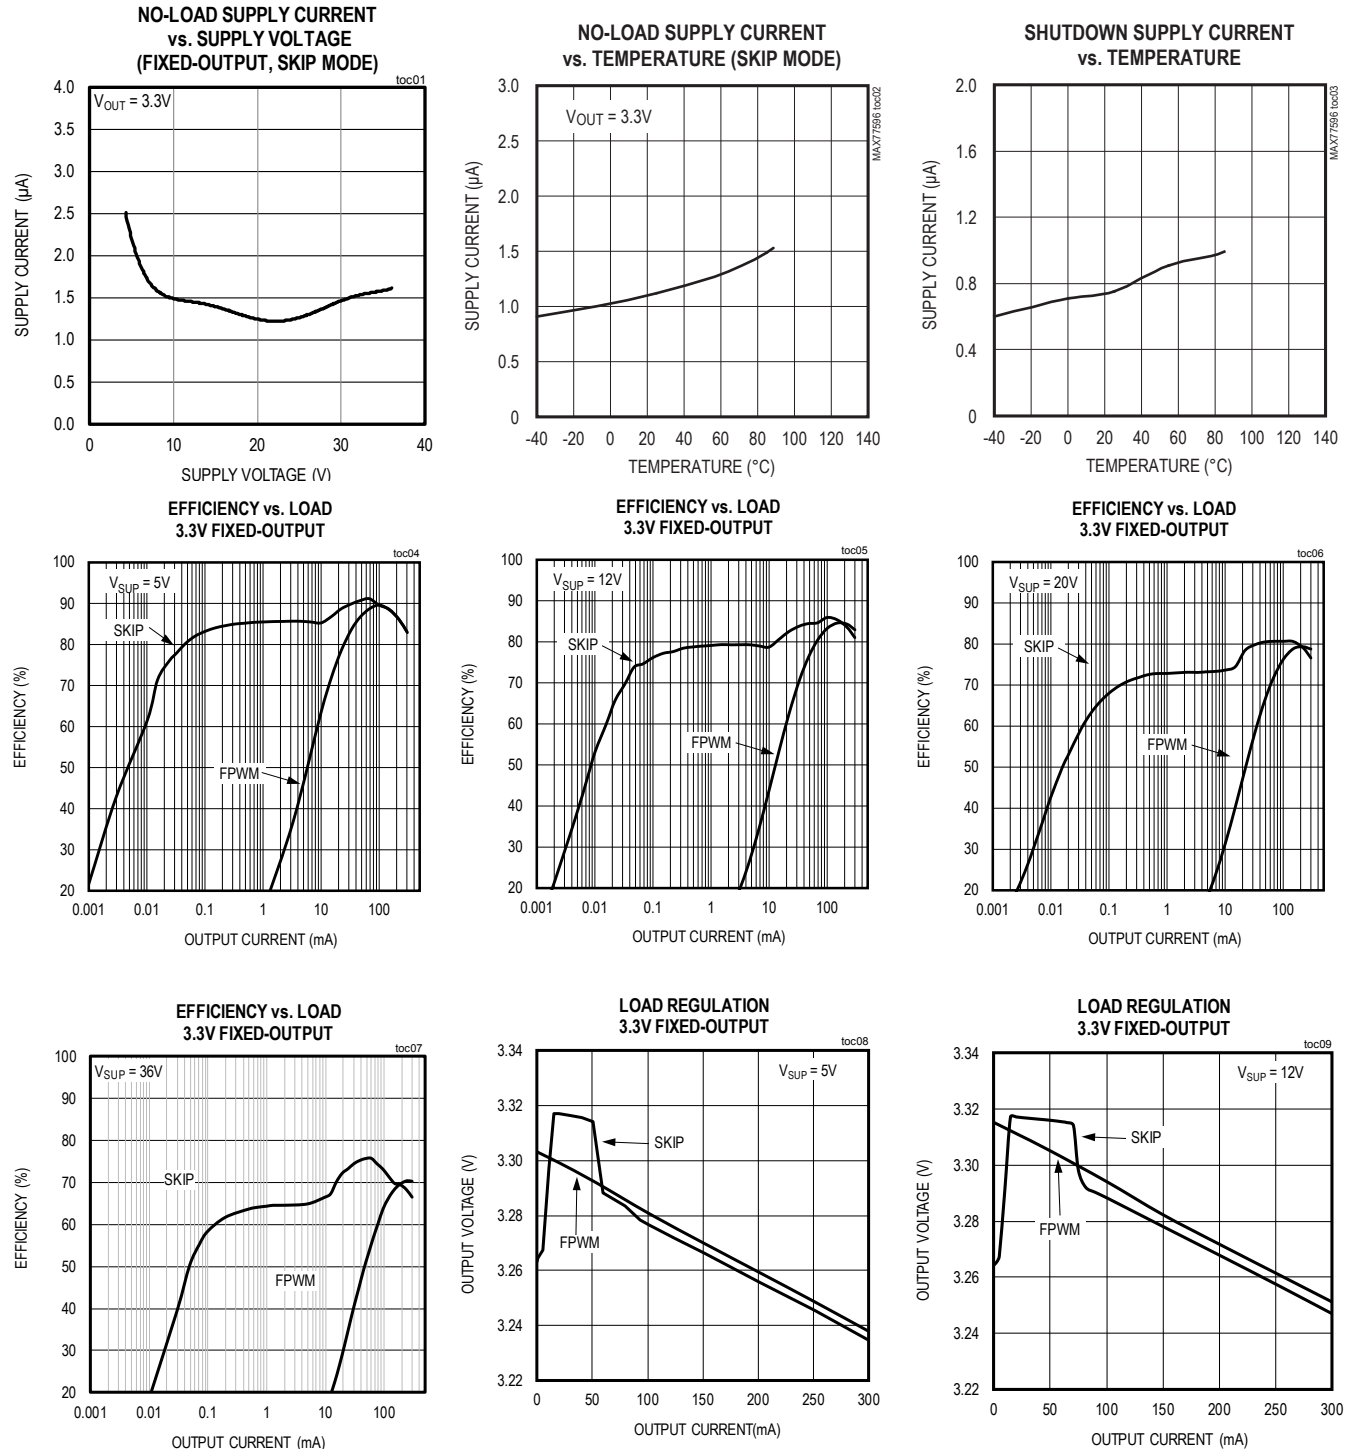 NO-LOAD SUPPLY CURRENT
vs. SUPPLY VOLTAGE
(FIXED-OUTPUT, SKIP MODE)
toc01
4.0
3.5
3.0
2.5
2.0
1.5
1.0
0.5
0.0
VOUT = 3.3V
SUPPLY CURRENT (µA)
0 10 20 30 40
SUPPLY VOLTAGE (V)
NO-LOAD SUPPLY CURRENT
vs. TEMPERATURE (SKIP MODE)
MAX77596 toc02
3.0
2.5
2.0
1.5
1.0
0.5
0
VOUT = 3.3V
SUPPLY CURRENT (µA)
-40 -20 0 20 40 60 80 100 120 140
TEMPERATURE (°C)
SHUTDOWN SUPPLY CURRENT
vs. TEMPERATURE
MAX77596 toc03
2.0
1.6
1.2
0.8
0.4
0
SUPPLY CURRENT (µA)
-40 -20 0 20 40 60 80 100 120 140
TEMPERATURE (°C)
EFFICIENCY vs. LOAD
3.3V FIXED-OUTPUT
toc04
100
90
80
70
60
50
40
30
20
VSUP = 5V
SKIP
FPWM
EFFICIENCY (%)
0.001 0.01 0.1 1 10 100
OUTPUT CURRENT (mA)
EFFICIENCY vs. LOAD
3.3V FIXED-OUTPUT
toc05
100
90
80
70
60
50
40
30
20
VSUP = 12V
SKIP
FPWM
EFFICIENCY (%)
0.001 0.01 0.1 1 10 100
OUTPUT CURRENT (mA)
EFFICIENCY vs. LOAD
3.3V FIXED-OUTPUT
toc06
100
90
80
70
60
50
40
30
20
VSUP = 20V
SKIP
FPWM
EFFICIENCY (%)
0.001 0.01 0.1 1 10 100
OUTPUT CURRENT (mA)
EFFICIENCY vs. LOAD
3.3V FIXED-OUTPUT
toc07
100
90
80
70
60
50
40
30
20
VSUP = 36V
SKIP
FPWM
EFFICIENCY (%)
0.001 0.01 0.1 1 10 100
OUTPUT CURRENT (mA)
LOAD REGULATION
3.3V FIXED-OUTPUT
toc08
3.34
3.32
3.30
3.28
3.26
3.24
3.22
VSUP = 5V
SKIP
FPWM
OUTPUT VOLTAGE (V)
0 50 100 150 200 250 300
OUTPUT CURRENT(mA)
LOAD REGULATION
3.3V FIXED-OUTPUT
toc09
3.34
3.32
3.30
3.28
3.26
3.24
3.22
VSUP = 12V
SKIP
FPWM
OUTPUT VOLTAGE (V)
0 50 100 150 200 250 300
OUTPUT CURRENT (mA)